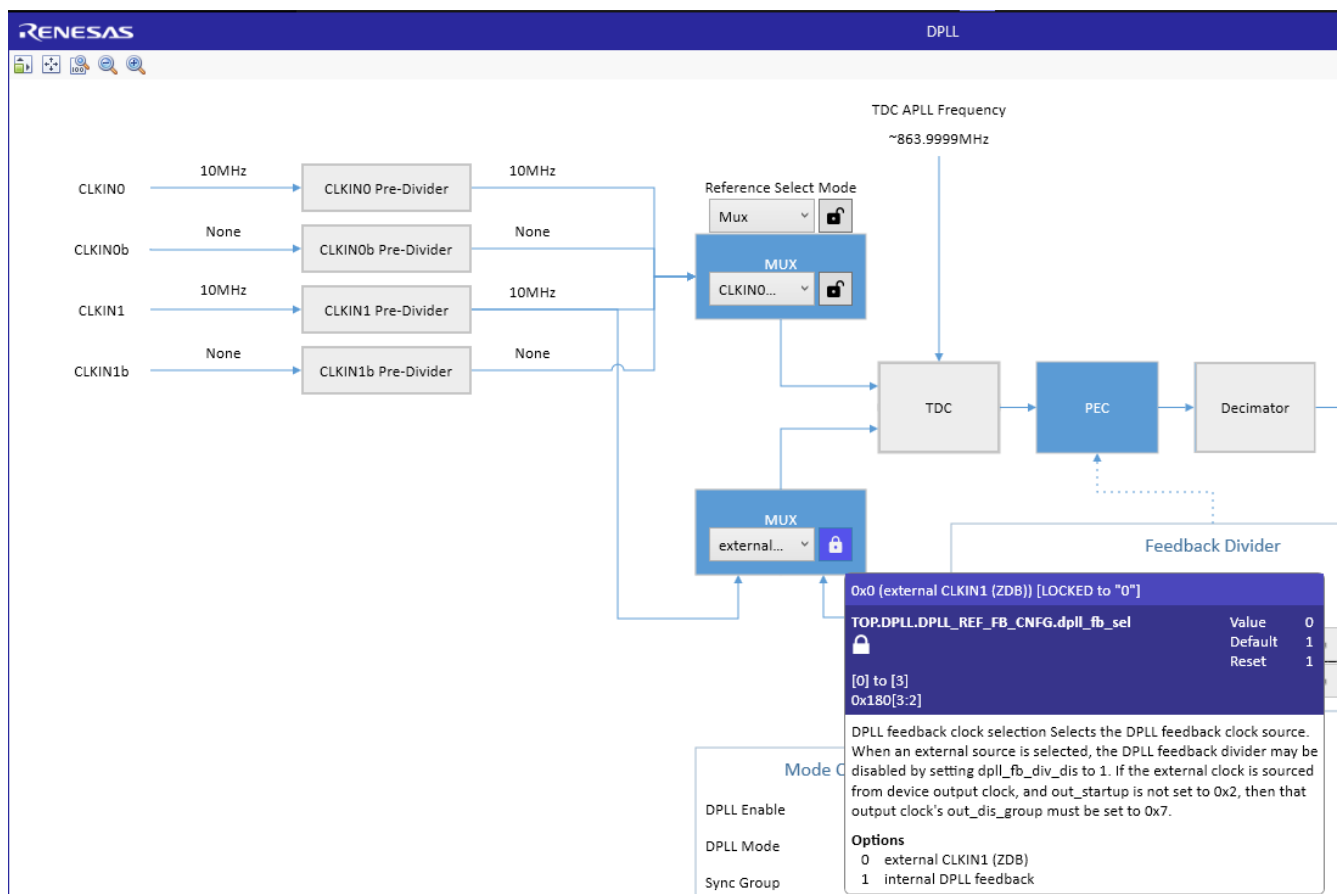 RENESAS
DPLL
100
TDC APLL Frequency
~863.9999MHz
CLKIN0
10MHz
CLKIN0 Pre-Divider
10MHz
Reference Select Mode
Mux
CLKIN0b
None
CLKIN0b Pre-Divider
None
MUX
CLKIN0...
CLKIN1
10MHz
CLKIN1 Pre-Divider
10MHz
CLKIN1b
None
CLKIN1b Pre-Divider
None
TDC
PEC
Decimator
MUX
external...
Feedback Divider
0x0 (external CLKIN1 (ZDB)) [LOCKED to "0"]
TOP.DPLL.DPLL_REF_FB_CNFG.dpll_fb_sel
Value 0
Default 1
Reset 1
[0] to [3]
0x180[3:2]
DPLL feedback clock selection Selects the DPLL feedback clock source.
When an external source is selected, the DPLL feedback divider may be
disabled by setting dpll_fb_div_dis to 1. If the external clock is sourced
from device output clock, and out_startup is not set to 0x2, then that
output clock's out_dis_group must be set to 0x7.
Options
0 external CLKIN1 (ZDB)
1 internal DPLL feedback
Mode C
DPLL Enable
DPLL Mode
Sync Group